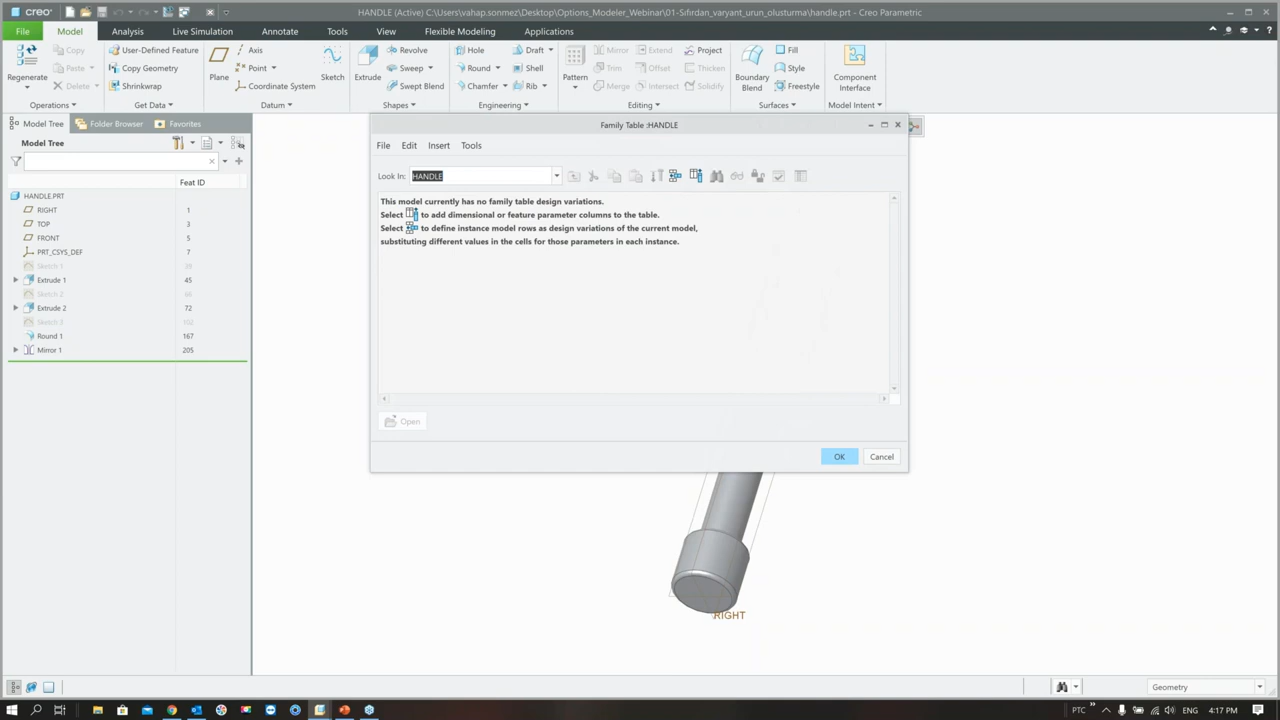 creo
HANDLE (Active) C:\Users\vahap.sonmez\Desktop\Options_Modeler_Webinar\01-Sıfırdan_varyant_urun_olusturma\handle.prt - Creo Parametric
File Model Analysis Live Simulation Annotate Tools View Flexible Modeling Applications
Regenerate
Copy
Paste
Delete
Operations
User-Defined Feature
Copy Geometry
Shrinkwrap
Get Data
Plane
Axis
Point
Coordinate System
Sketch
Datum
Extrude
Revolve
Sweep
Swept Blend
Shapes
Hole
Round
Chamfer
Draft
Shell
Rib
Engineering
Pattern
Mirror
Trim
Merge
Extend
Offset
Intersect
Project
Thicken
Solidify
Editing
Boundary Blend
Fill
Style
Freestyle
Surfaces
Component Interface
Model Intent
Model Tree Folder Browser Favorites
Model Tree
Feat ID
HANDLE.PRT
RIGHT 1
TOP 3
FRONT 5
PRT_CSYS_DEF 7
Sketch 1
Extrude 1 45
Sketch 2
Extrude 2 72
Sketch 3
Round 1 167
Mirror 1 205
Family Table :HANDLE
File Edit Insert Tools
Look In: HANDLE
This model currently has no family table design variations.
Select to add dimensional or feature parameter columns to the table.
Select to define instance model rows as design variations of the current model,
substituting different values in the cells for those parameters in each instance.
Open
OK Cancel
RIGHT
Geometry
PTC ENG 4:17 PM